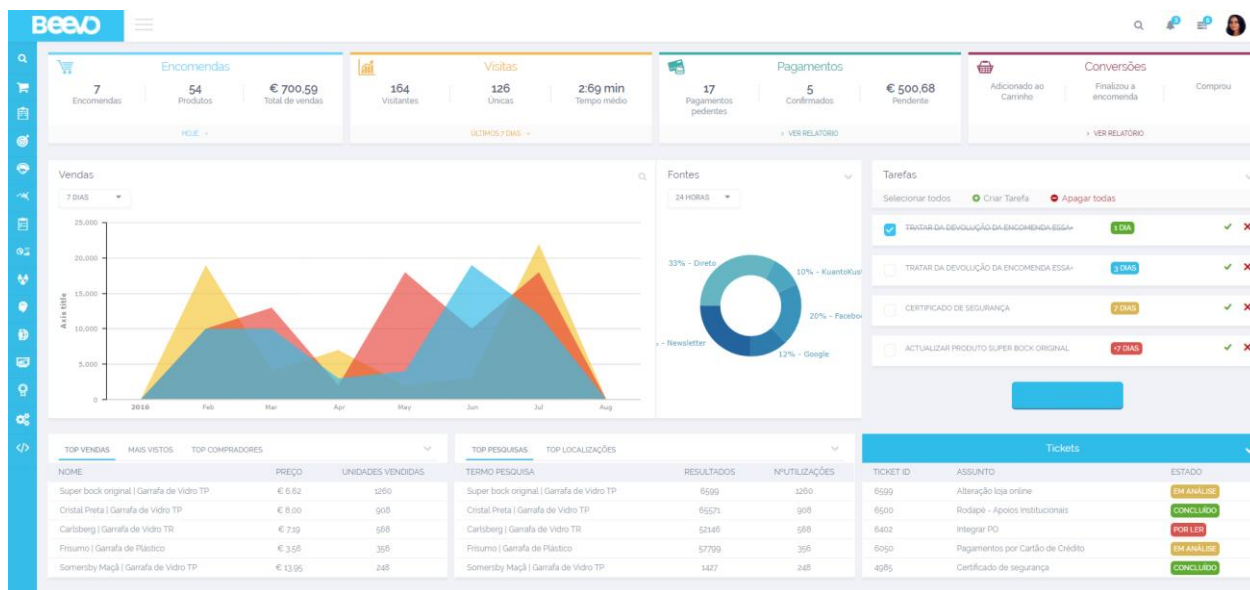 Beevo
3 8
Encomendas
7 54 € 700,59
Encomendas Produtos Total de vendas
HOJE
Visitas
164 126 2:69 min
Visitantes Únicas Tempo médio
ÚLTIMOS 7 DIAS
Pagamentos
17 5 € 500,68
Pagamentos pedentes Confirmados Pendente
VER RELATÓRIO
Conversões
Adicionado ao Carrinho Finalizou a encomenda Comprou
VER RELATÓRIO
Vendas
7 DIAS
25,000
20,000
15,000
10,000
5,000
0
Axis title
2016 Feb Mar Apr May Jun Jul Aug
Fontes
24 HORAS
33% - Direto
10% - KuantoKust
20% - Facebo
12% - Google
- Newsletter
Tarefas
Selecionar todos Criar Tarefa Apagar todas
TRATAR DA DEVOLUÇÃO DA ENCOMENDA ESSA+ 1 DIA
TRATAR DA DEVOLUÇÃO DA ENCOMENDA ESSA+ 3 DIAS
CERTIFICADO DE SEGURANÇA 7 DIAS
ACTUALIZAR PRODUTO SUPER BOCK ORIGINAL +7 DIAS
TOP VENDAS MAIS VISTOS TOP COMPRADORES
NOME PREÇO UNIDADES VENDIDAS
Super bock original | Garrafa de Vidro TP € 6.62 1260
Cristal Preta | Garrafa de Vidro TP € 8.00 908
Carlsberg | Garrafa de Vidro TR € 7.19 568
Frisumo | Garrafa de Plástico € 3.56 356
Somersby Maçã | Garrafa de Vidro TP € 13.95 248
TOP PESQUISAS TOP LOCALIZAÇÕES
TERMO PESQUISA RESULTADOS NºUTILIZAÇÕES
Super bock original | Garrafa de Vidro TP 6599 1260
Cristal Preta | Garrafa de Vidro TP 65571 908
Carlsberg | Garrafa de Vidro TR 52146 568
Frisumo | Garrafa de Plástico 57799 356
Somersby Maçã | Garrafa de Vidro TP 1427 248
Tickets
TICKET ID ASSUNTO ESTADO
6599 Alteração loja online EM ANÁLISE
6500 Rodapé - Apoios Institucionais CONCLUÍDO
6402 Integrar PO POR LER
6050 Pagamentos por Cartão de Crédito EM ANÁLISE
4985 Certificado de segurança CONCLUÍDO